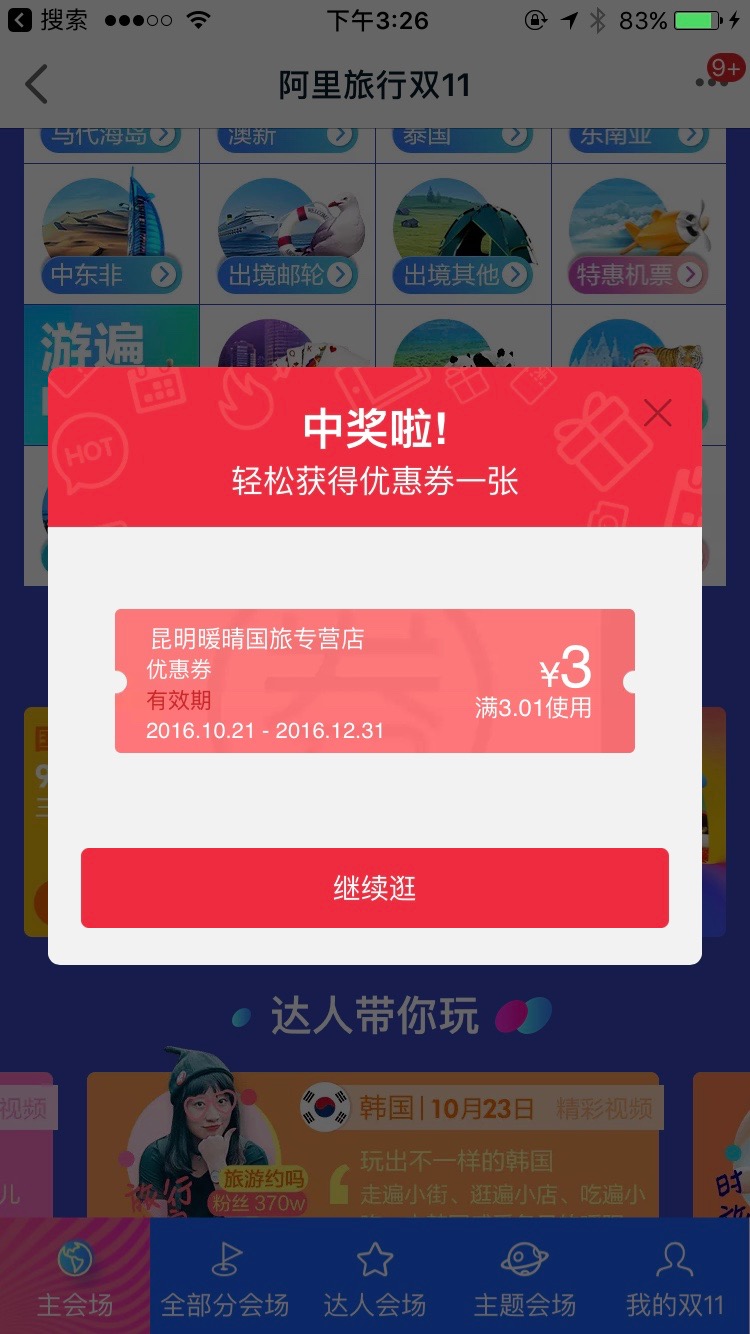 搜索
下午3:26
83%
阿里旅行双11
9+
马代海岛
澳新
泰国
东南亚
中东非
出境邮轮
出境其他
特惠机票
游遍
HOT
中奖啦!
轻松获得优惠券一张
昆明暖晴国旅专营店
优惠券
有效期
2016.10.21 - 2016.12.31
¥3
满3.01使用
继续逛
达人带你玩
视频
韩国|10月23日
精彩视频
玩出不一样的韩国
走遍小街、逛遍小店、吃遍小
旅游约吗
粉丝 370w
旅行
儿
时
主会场
全部分会场
达人会场
主题会场
我的双11